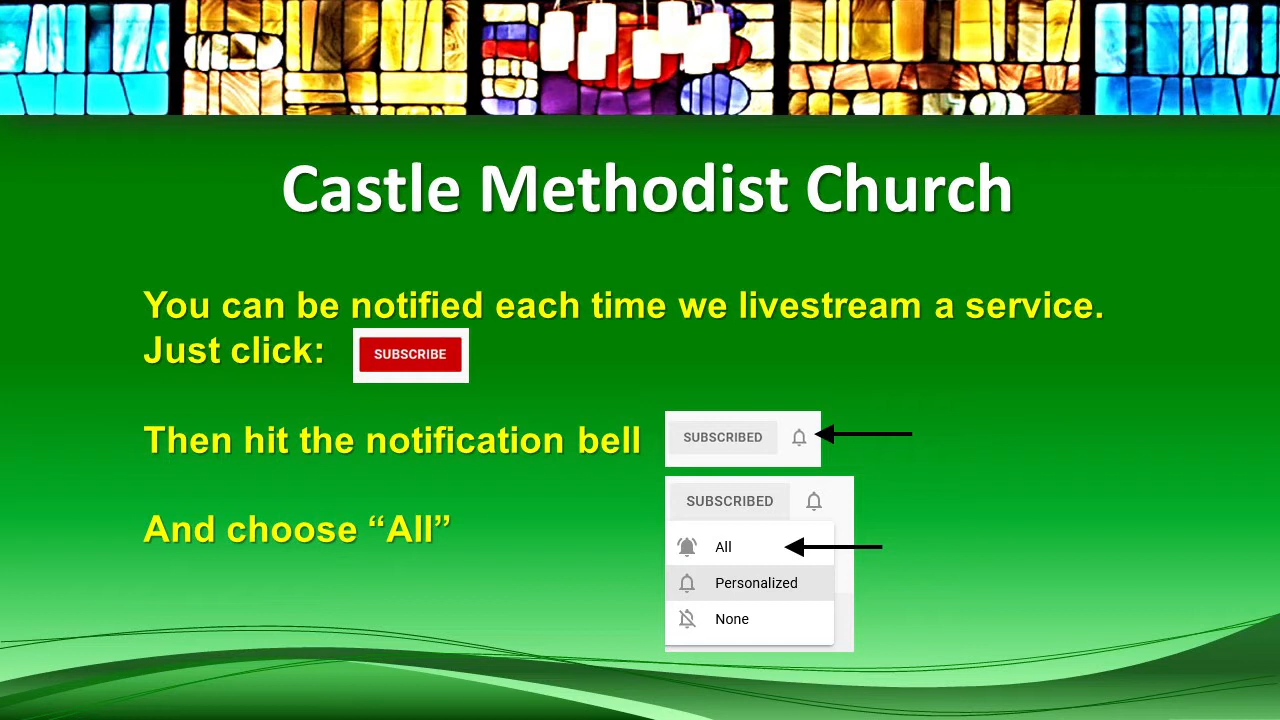 Castle Methodist Church
You can be notified each time we livestream a service.
Just click: SUBSCRIBE
Then hit the notification bell SUBSCRIBED
SUBSCRIBED
And choose “All”
All
Personalized
None